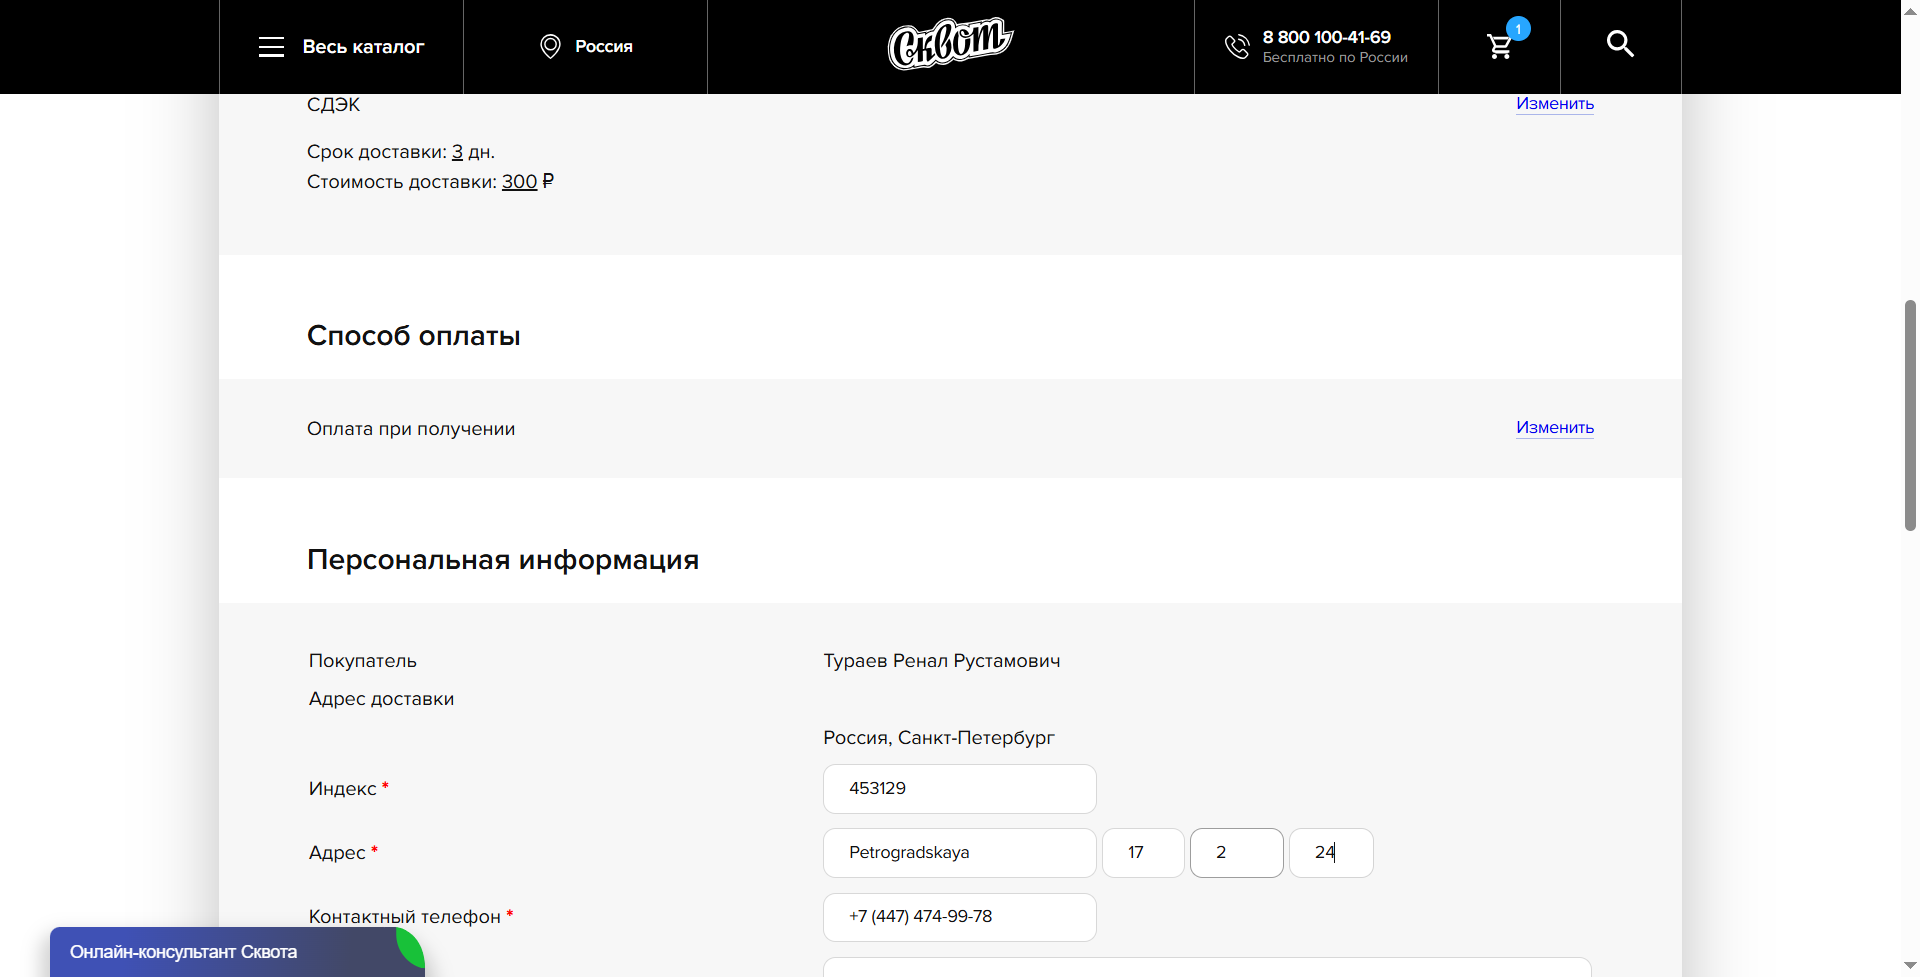 Весь каталог
Россия
Сквот
8 800 100-41-69
Бесплатно по России
1
СДЭК
Изменить
Срок доставки: 3 дн.
Стоимость доставки: 300 ₽
Способ оплаты
Оплата при получении
Изменить
Персональная информация
Покупатель
Тураев Ренал Рустамович
Адрес доставки
Россия, Санкт-Петербург
Индекс *
453129
Адрес *
Petrogradskaya
17
2
24
Контактный телефон *
+7 (447) 474-99-78
Онлайн-консультант Сквота